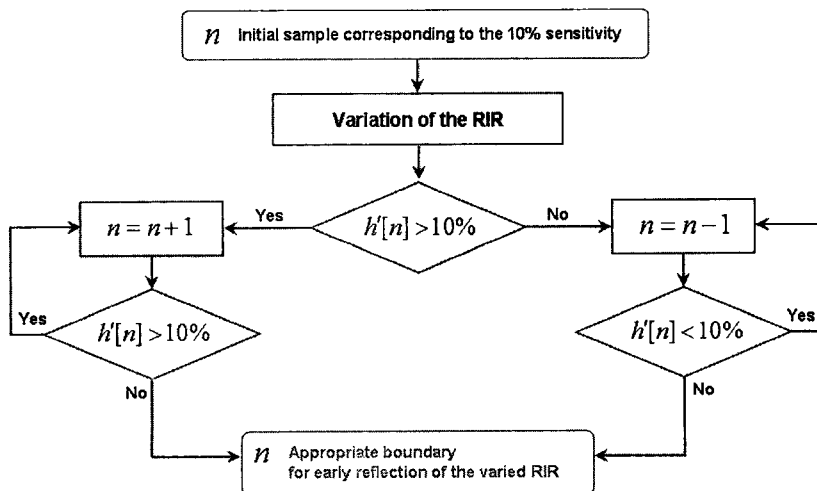 n Initial sample corresponding to the 10% sensitivity
Variation of the RIR
h'[n] > 10%
Yes
No
n = n + 1
n = n − 1
h'[n] > 10%
Yes
No
h'[n] < 10%
Yes
No
n Appropriate boundary
for early reflection of the varied RIR